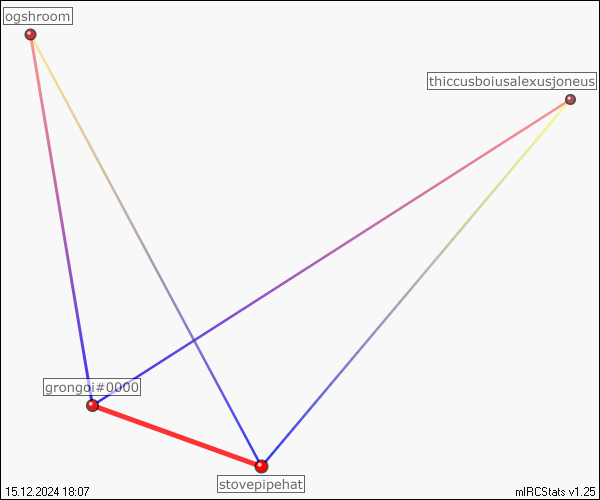 ogshroom
thiccusboiusalexusjoneus
grongoi#0000
stovepipehat
15.12.2024 18:07
mIRCStats v1.25